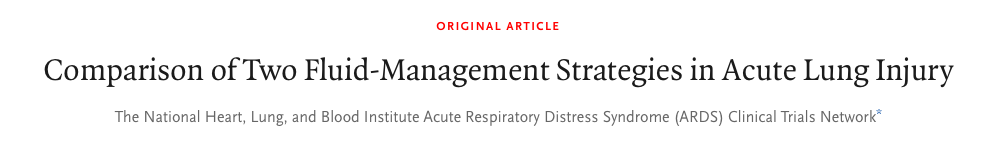 ORIGINAL ARTICLE
Comparison of Two Fluid-Management Strategies in Acute Lung Injury
The National Heart, Lung, and Blood Institute Acute Respiratory Distress Syndrome (ARDS) Clinical Trials Network*